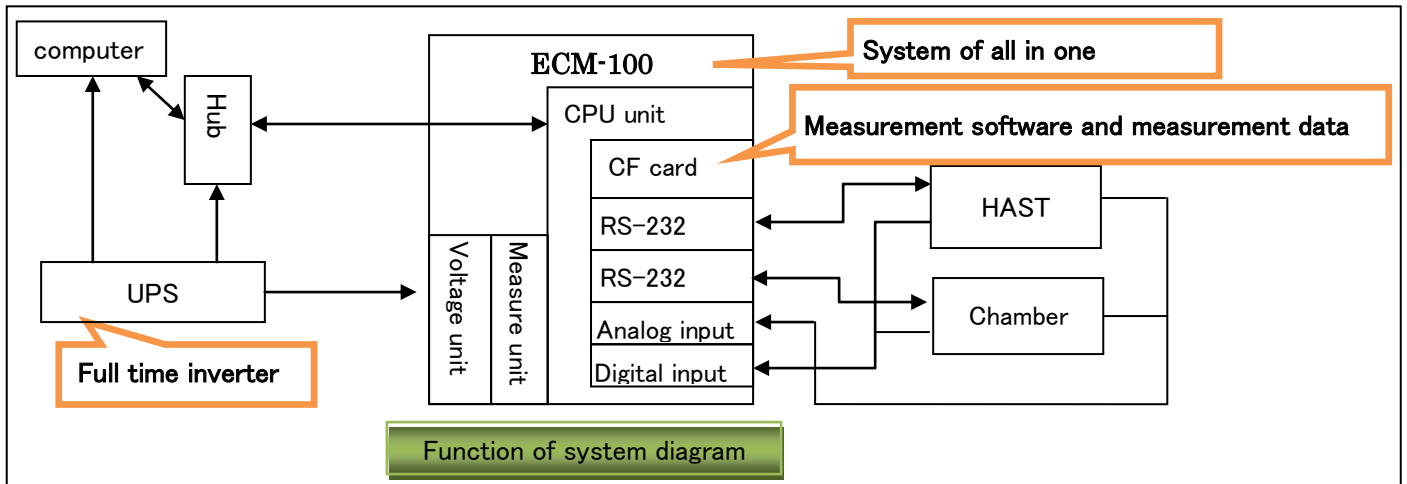 computer
System of all in one
ECM-100
Hub
CPU unit
Measurement software and measurement data
CF card
HAST
RS-232
Voltage unit
Measure unit
RS-232
UPS
Chamber
Analog input
Full time inverter
Digital input
Function of system diagram